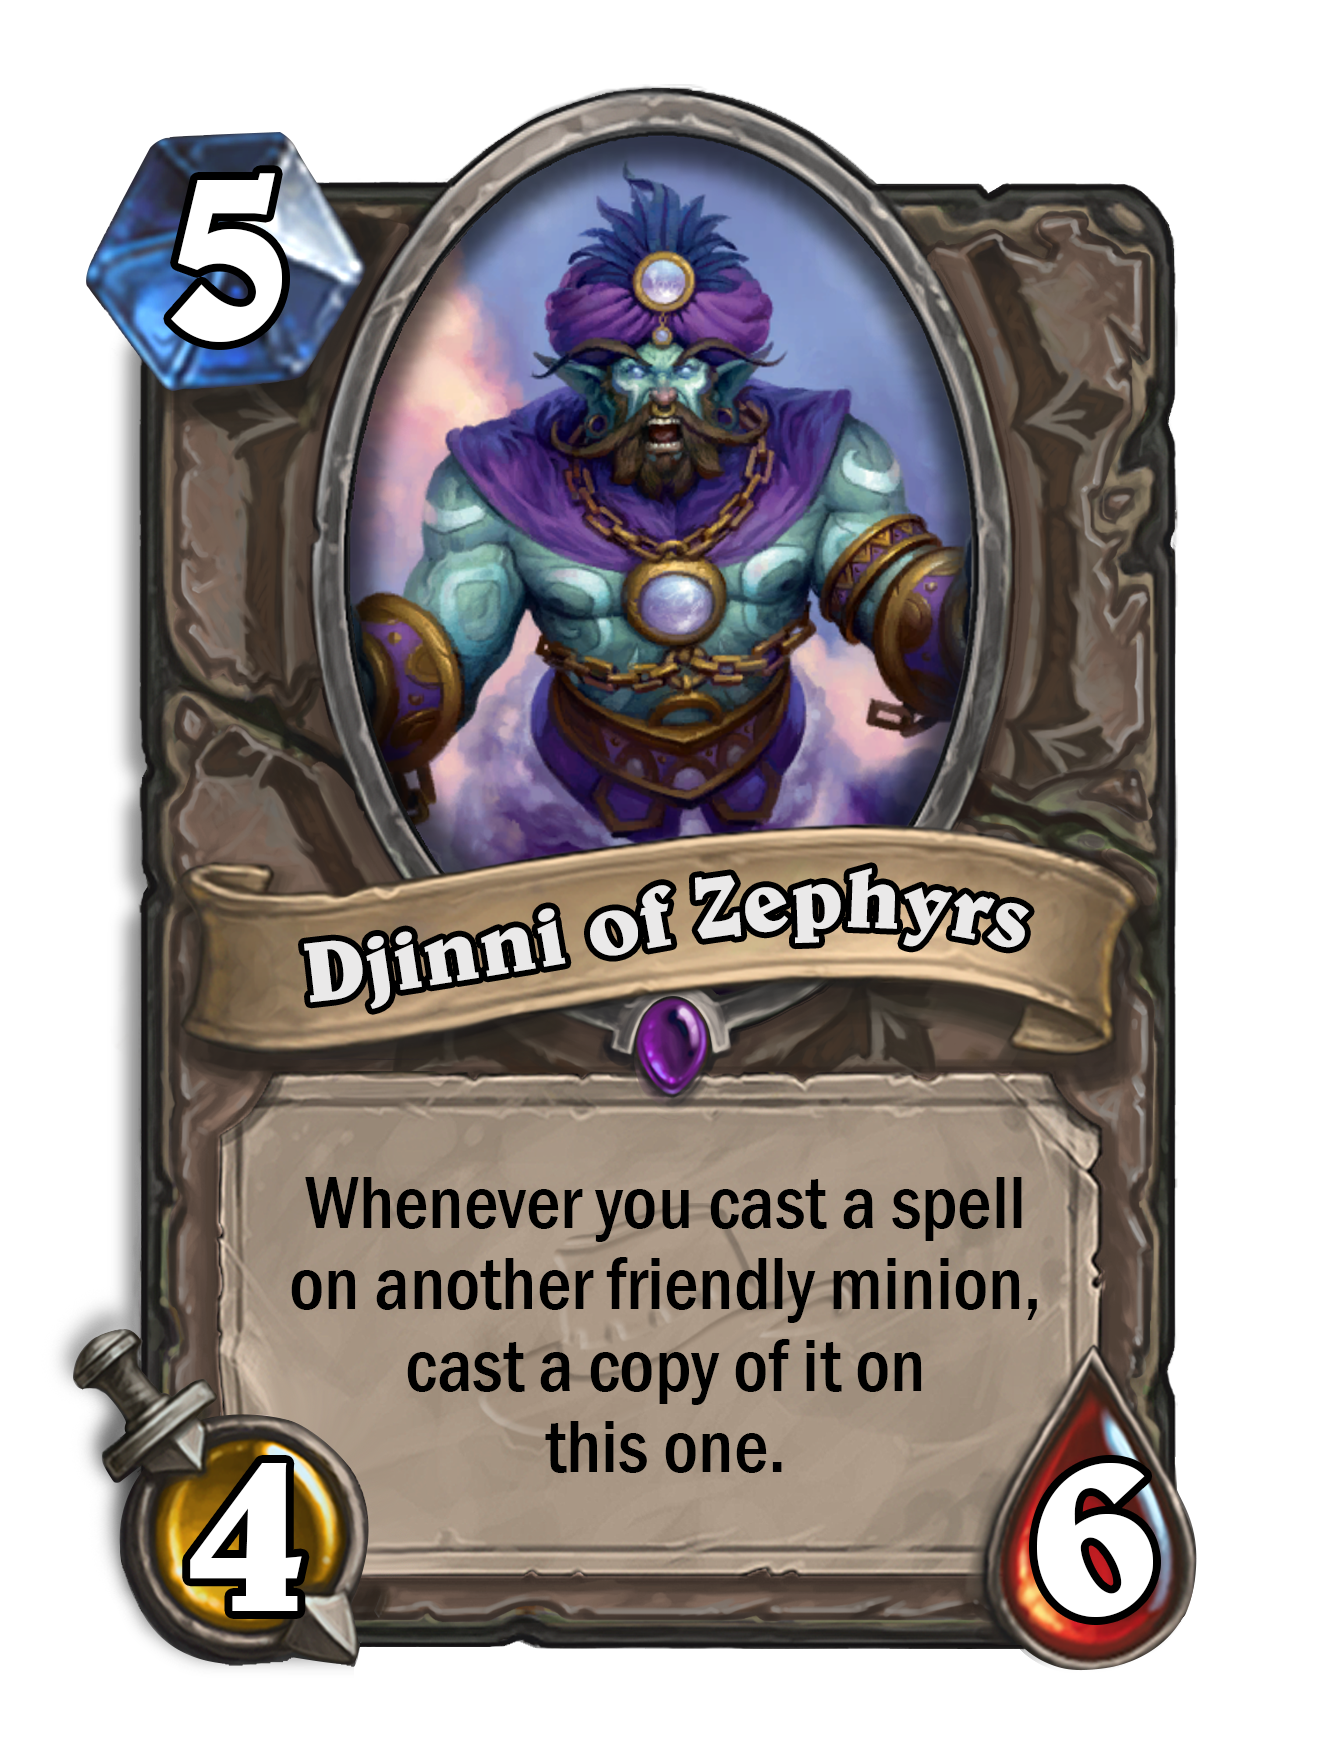 5
Djinni of Zephyrs
Whenever you cast a spell
on another friendly minion,
cast a copy of it on
this one.
4
6